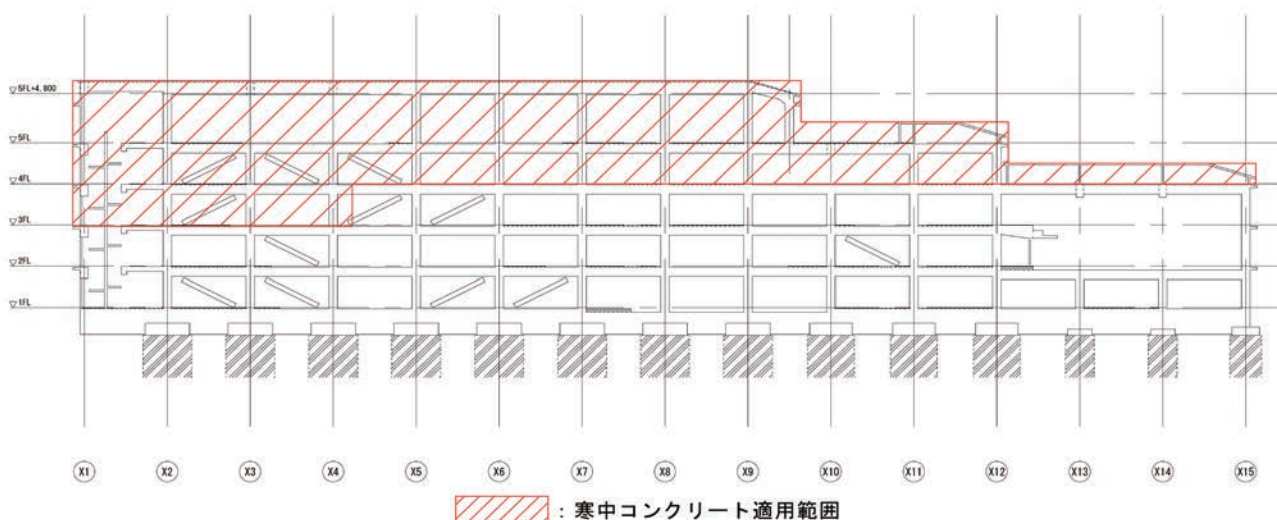 ▽5FL+4,800
▽5FL
▽4FL
▽3FL
▽2FL
▽1FL
X1 X2 X3 X4 X5 X6 X7 X8 X9 X10 X11 X12 X13 X14 X15
：寒中コンクリート適用範囲